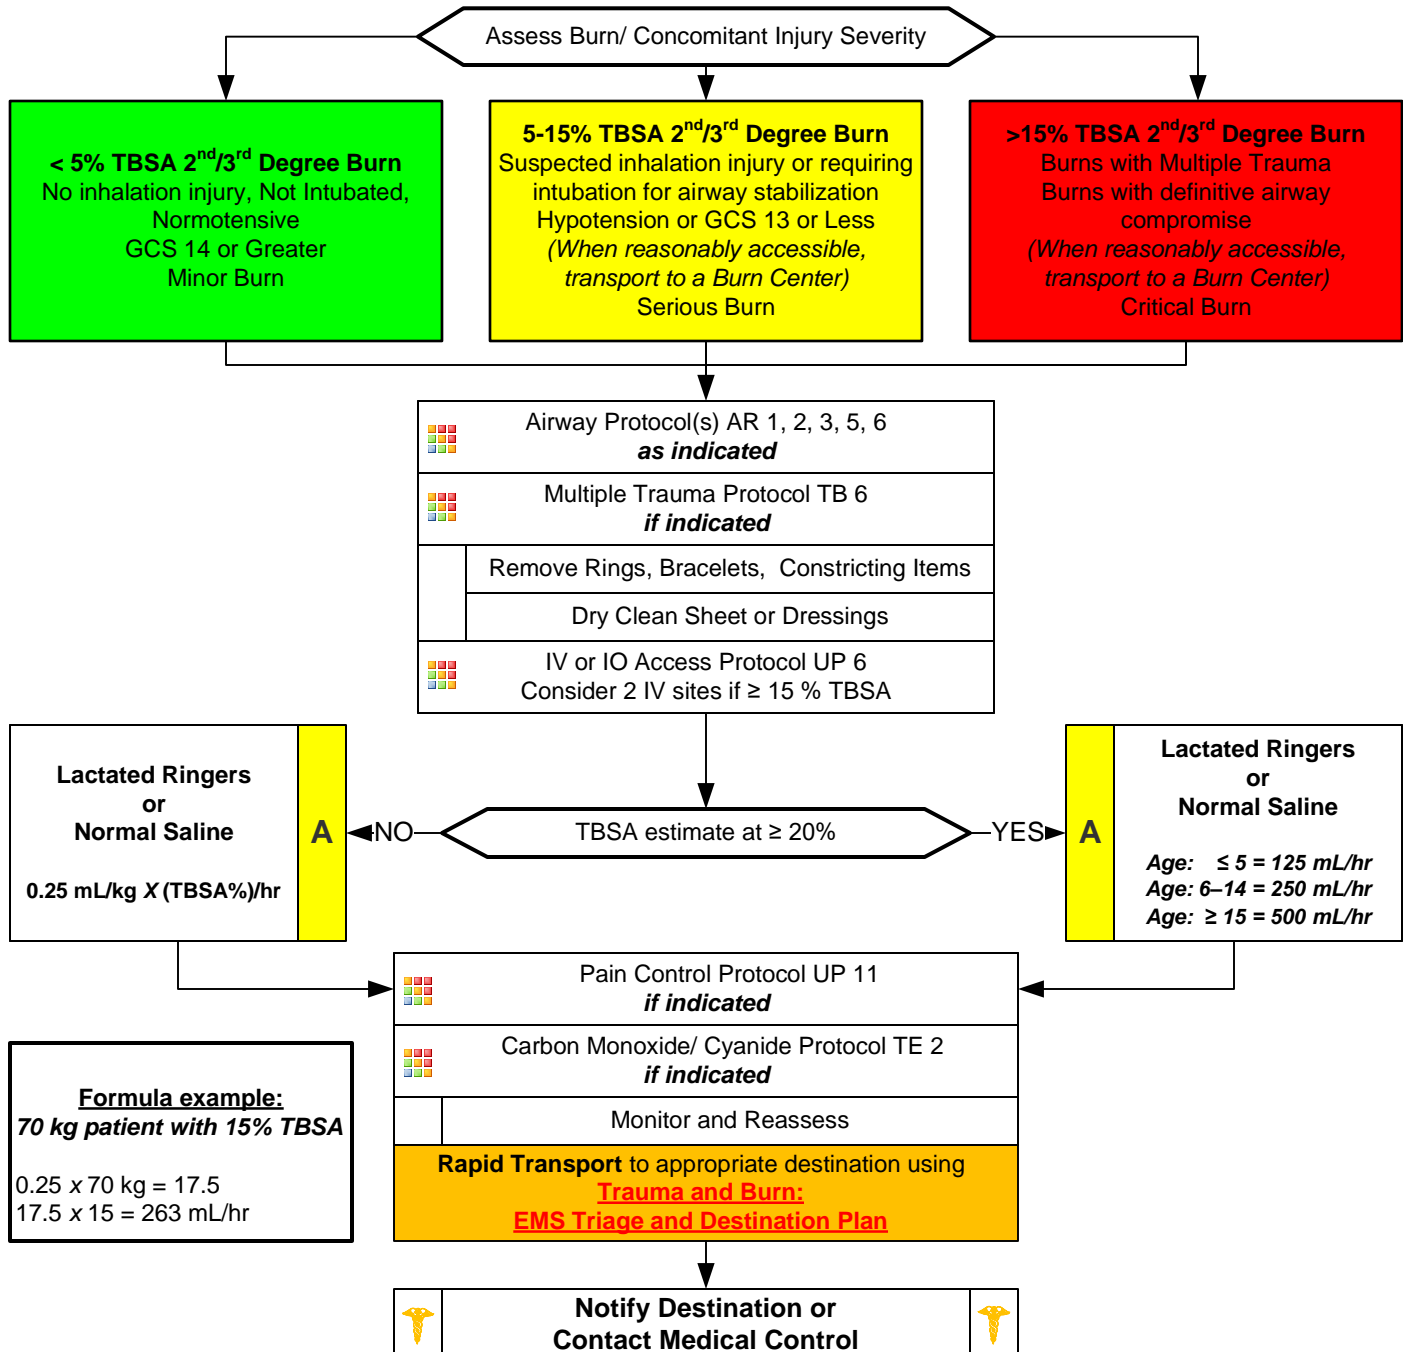 Assess Burn/ Concomitant Injury Severity
< 5% TBSA 2nd/3rd Degree Burn
No inhalation injury, Not Intubated,
Normotensive
GCS 14 or Greater
Minor Burn
5-15% TBSA 2nd/3rd Degree Burn
Suspected inhalation injury or requiring
intubation for airway stabilization
Hypotension or GCS 13 or Less
(When reasonably accessible,
transport to a Burn Center)
Serious Burn
>15% TBSA 2nd/3rd Degree Burn
Burns with Multiple Trauma
Burns with definitive airway
compromise
(When reasonably accessible,
transport to a Burn Center)
Critical Burn
Airway Protocol(s) AR 1, 2, 3, 5, 6
as indicated
Multiple Trauma Protocol TB 6
if indicated
Remove Rings, Bracelets, Constricting Items
Dry Clean Sheet or Dressings
IV or IO Access Protocol UP 6
Consider 2 IV sites if ≥ 15 % TBSA
TBSA estimate at ≥ 20%
NO
YES
Lactated Ringers
or
Normal Saline
0.25 mL/kg X (TBSA%)/hr
A
A
Lactated Ringers
or
Normal Saline
Age: ≤ 5 = 125 mL/hr
Age: 6–14 = 250 mL/hr
Age: ≥ 15 = 500 mL/hr
Pain Control Protocol UP 11
if indicated
Carbon Monoxide/ Cyanide Protocol TE 2
if indicated
Monitor and Reassess
Rapid Transport to appropriate destination using
Trauma and Burn:
EMS Triage and Destination Plan
Formula example:
70 kg patient with 15% TBSA
0.25 x 70 kg = 17.5
17.5 x 15 = 263 mL/hr
Notify Destination or
Contact Medical Control